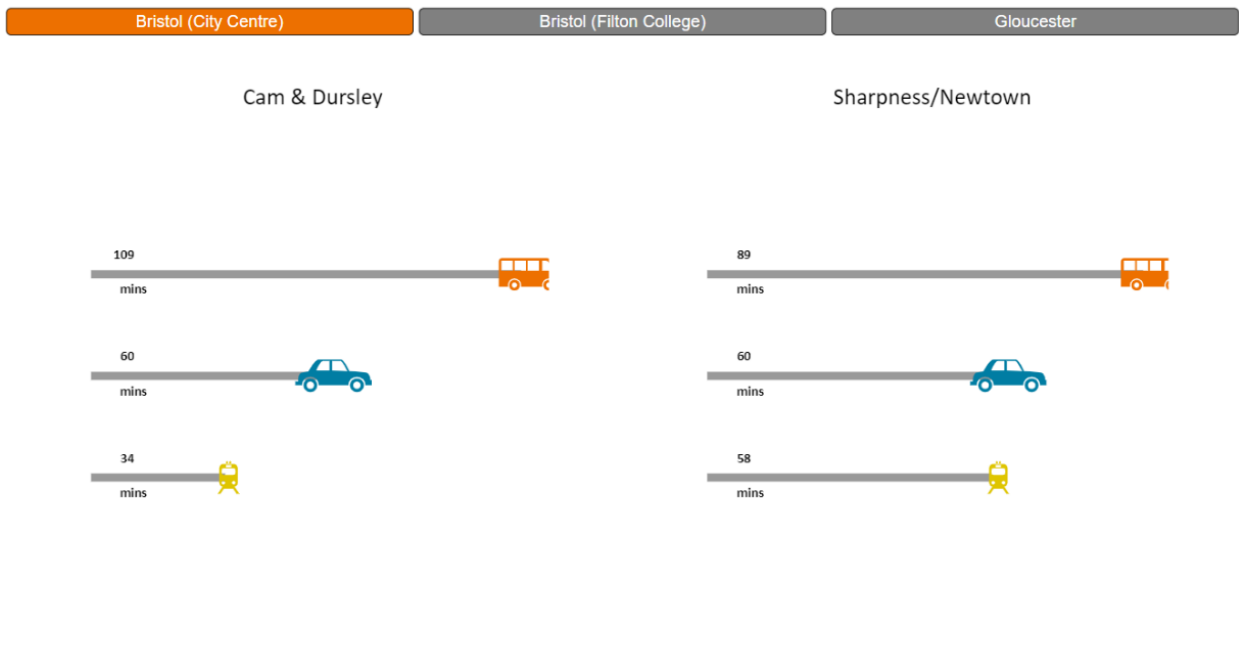 Bristol (City Centre)
Bristol (Filton College)
Gloucester
Cam & Dursley
109
mins
60
mins
34
mins
Sharpness/Newtown
89
mins
60
mins
58
mins